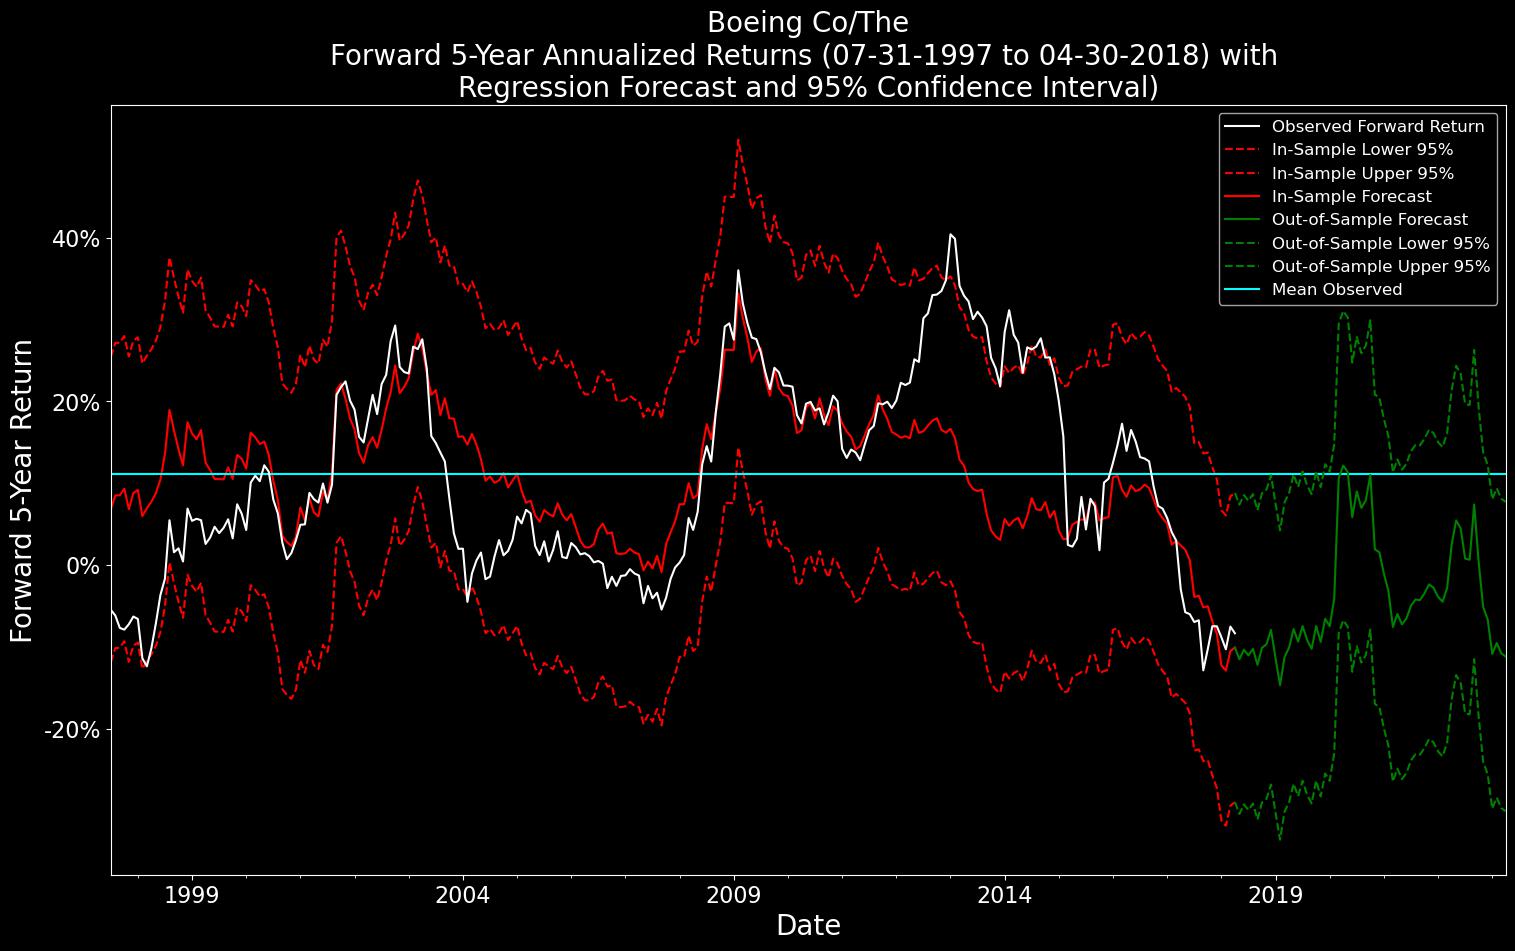 Boeing Co/The
Forward 5-Year Annualized Returns (07-31-1997 to 04-30-2018) with
Regression Forecast and 95% Confidence Interval)
Observed Forward Return
In-Sample Lower 95%
In-Sample Upper 95%
In-Sample Forecast
Out-of-Sample Forecast
Out-of-Sample Lower 95%
Out-of-Sample Upper 95%
Mean Observed
Forward 5-Year Return
40%
20%
0%
-20%
1999 2004 2009 2014 2019
Date